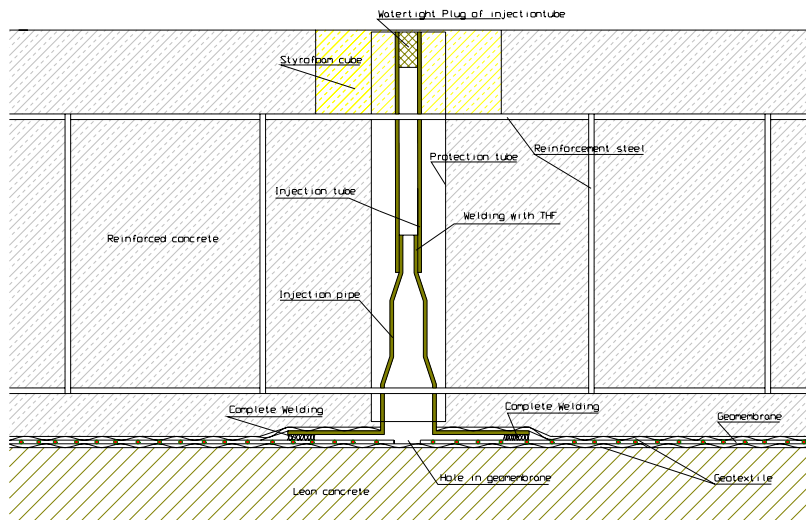 Watertight Plug of injectiontube
Styrofoam cube
Reinforcement steel
Protection tube
Injection tube
Welding with THF
Reinforced concrete
Injection pipe
Complete Welding
Complete Welding
Geomembrane
Hole in geomembrane
Geotextile
Lean concrete